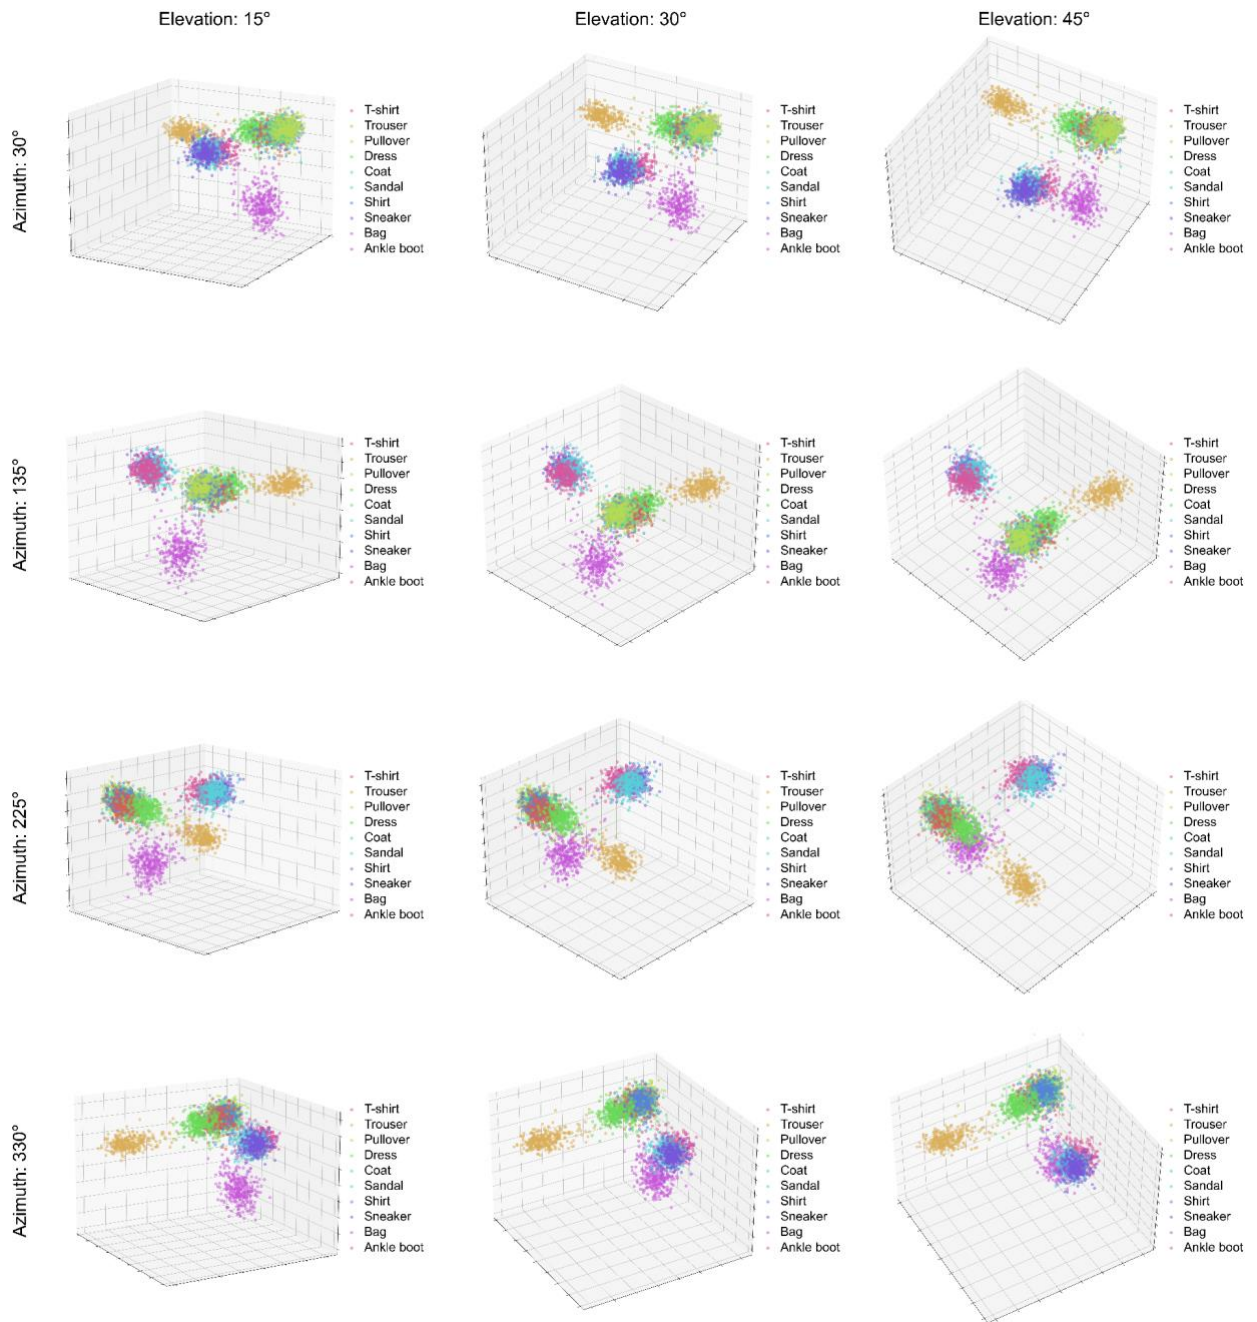 Elevation: 15°
Elevation: 30°
Elevation: 45°
Azimuth: 30°
T-shirt
Trouser
Pullover
Dress
Coat
Sandal
Shirt
Sneaker
Bag
Ankle boot
T-shirt
Trouser
Pullover
Dress
Coat
Sandal
Shirt
Sneaker
Bag
Ankle boot
T-shirt
Trouser
Pullover
Dress
Coat
Sandal
Shirt
Sneaker
Bag
Ankle boot
Azimuth: 135°
T-shirt
Trouser
Pullover
Dress
Coat
Sandal
Shirt
Sneaker
Bag
Ankle boot
T-shirt
Trouser
Pullover
Dress
Coat
Sandal
Shirt
Sneaker
Bag
Ankle boot
T-shirt
Trouser
Pullover
Dress
Coat
Sandal
Shirt
Sneaker
Bag
Ankle boot
Azimuth: 225°
T-shirt
Trouser
Pullover
Dress
Coat
Sandal
Shirt
Sneaker
Bag
Ankle boot
T-shirt
Trouser
Pullover
Dress
Coat
Sandal
Shirt
Sneaker
Bag
Ankle boot
T-shirt
Trouser
Pullover
Dress
Coat
Sandal
Shirt
Sneaker
Bag
Ankle boot
Azimuth: 330°
T-shirt
Trouser
Pullover
Dress
Coat
Sandal
Shirt
Sneaker
Bag
Ankle boot
T-shirt
Trouser
Pullover
Dress
Coat
Sandal
Shirt
Sneaker
Bag
Ankle boot
T-shirt
Trouser
Pullover
Dress
Coat
Sandal
Shirt
Sneaker
Bag
Ankle boot